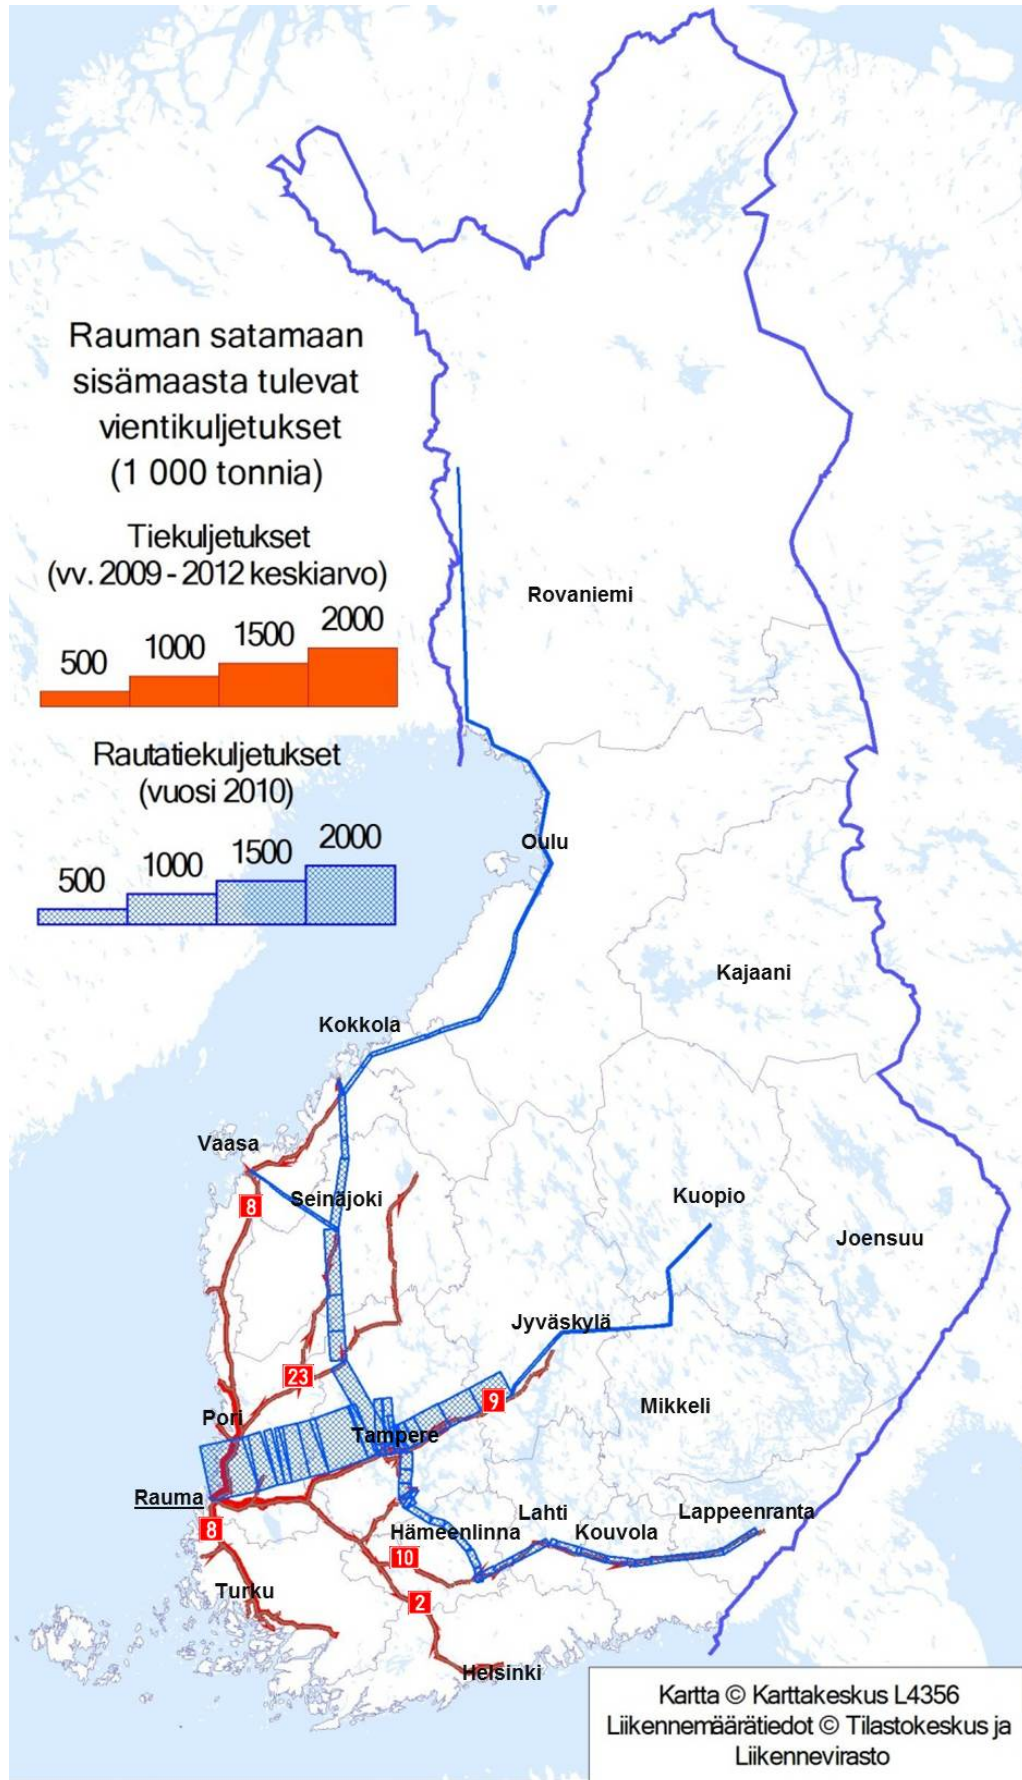 Rauman satamaan
sisämaasta tulevat
vientikuljetukset
(1 000 tonnia)
Tiekuljetukset
(vv. 2009 - 2012 keskiarvo)
500
1000
1500
2000
Rautatiekuljetukset
(vuosi 2010)
500
1000
1500
2000
Rovaniemi
Oulu
Kajaani
Kokkola
Vaasa
8
Seinäjoki
Kuopio
Joensuu
Jyväskylä
23
9
Mikkeli
Pori
Tampere
Rauma
8
Hämeenlinna
Lahti
Kouvola
Lappeenranta
10
Turku
2
Helsinki
Kartta © Karttakeskus L4356
Liikennemäärätiedot © Tilastokeskus ja
Liikennevirasto